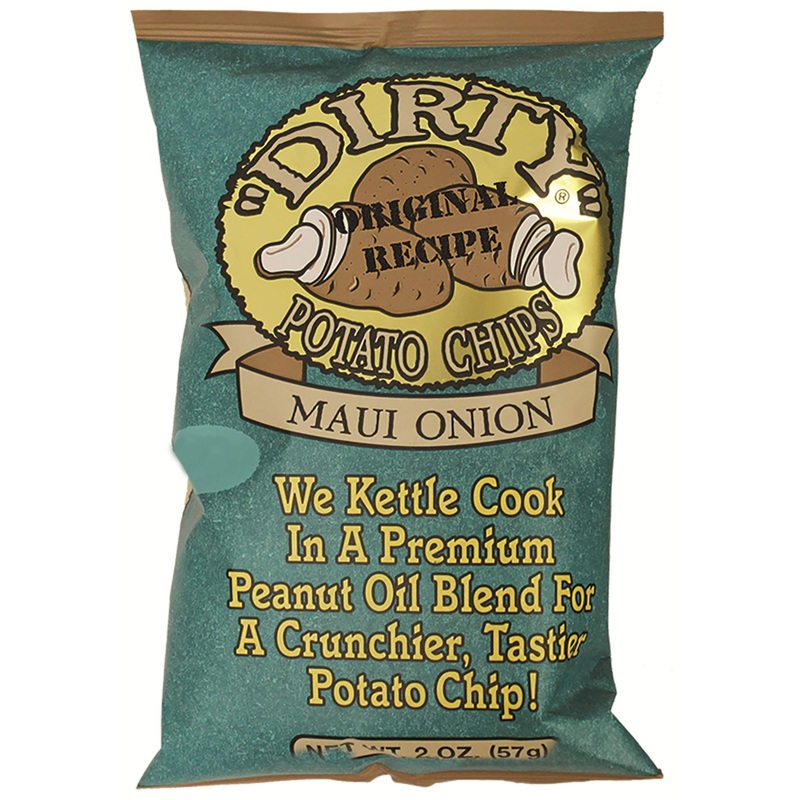 "DIRTY"®
ORIGINAL
RECIPE
POTATO CHIPS
MAUI ONION
We Kettle Cook
In A Premium
Peanut Oil Blend For
A Crunchier, Tastier
Potato Chip!
NET WT. 2 OZ. (57g)